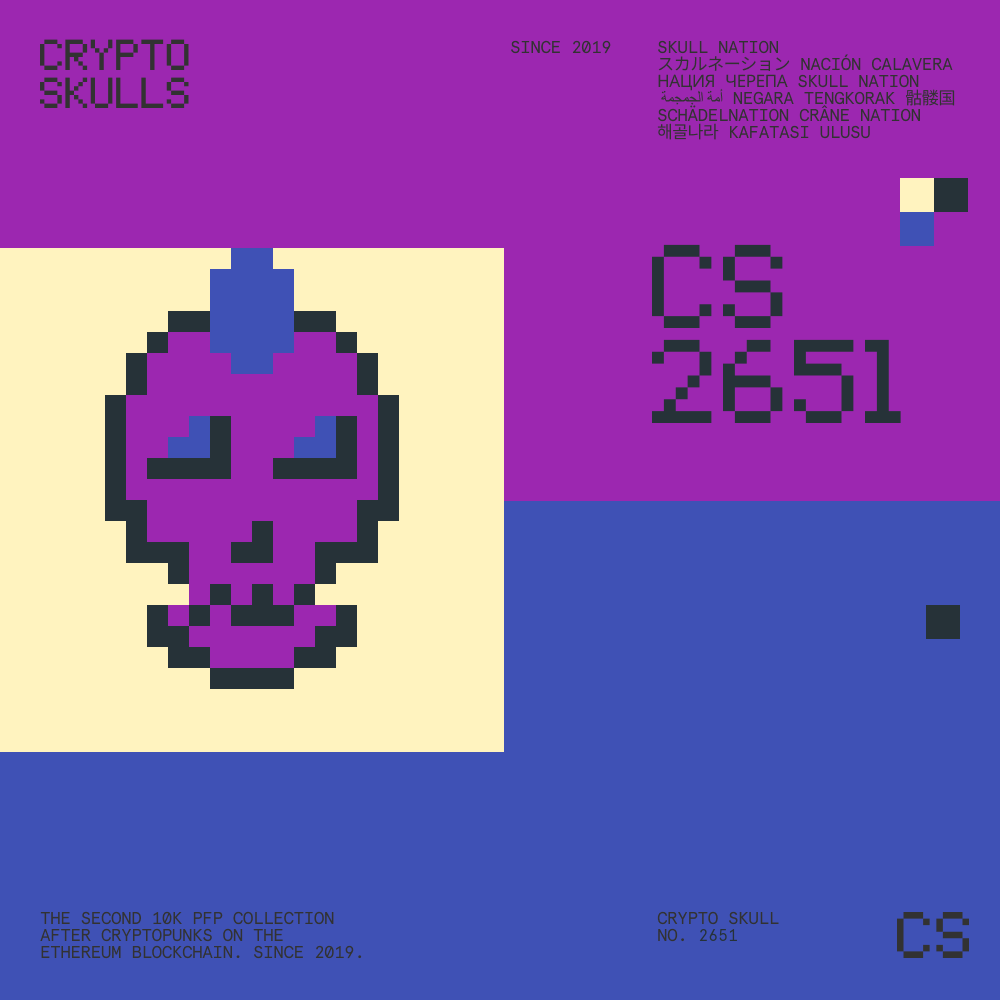 CRYPTO
SKULLS
SINCE 2019
SKULL NATION
スカルネーション NACIÓN CALAVERA
НАЦИЯ ЧЕРЕПА SKULL NATION
أمة الجمجمة NEGARA TENGKORAK 骷髅国
SCHÄDELNATION CRÂNE NATION
해골나라 KAFATASI ULUSU
CS
2651
THE SECOND 10K PFP COLLECTION
AFTER CRYPTOPUNKS ON THE
ETHEREUM BLOCKCHAIN. SINCE 2019.
CRYPTO SKULL
NO. 2651
CS